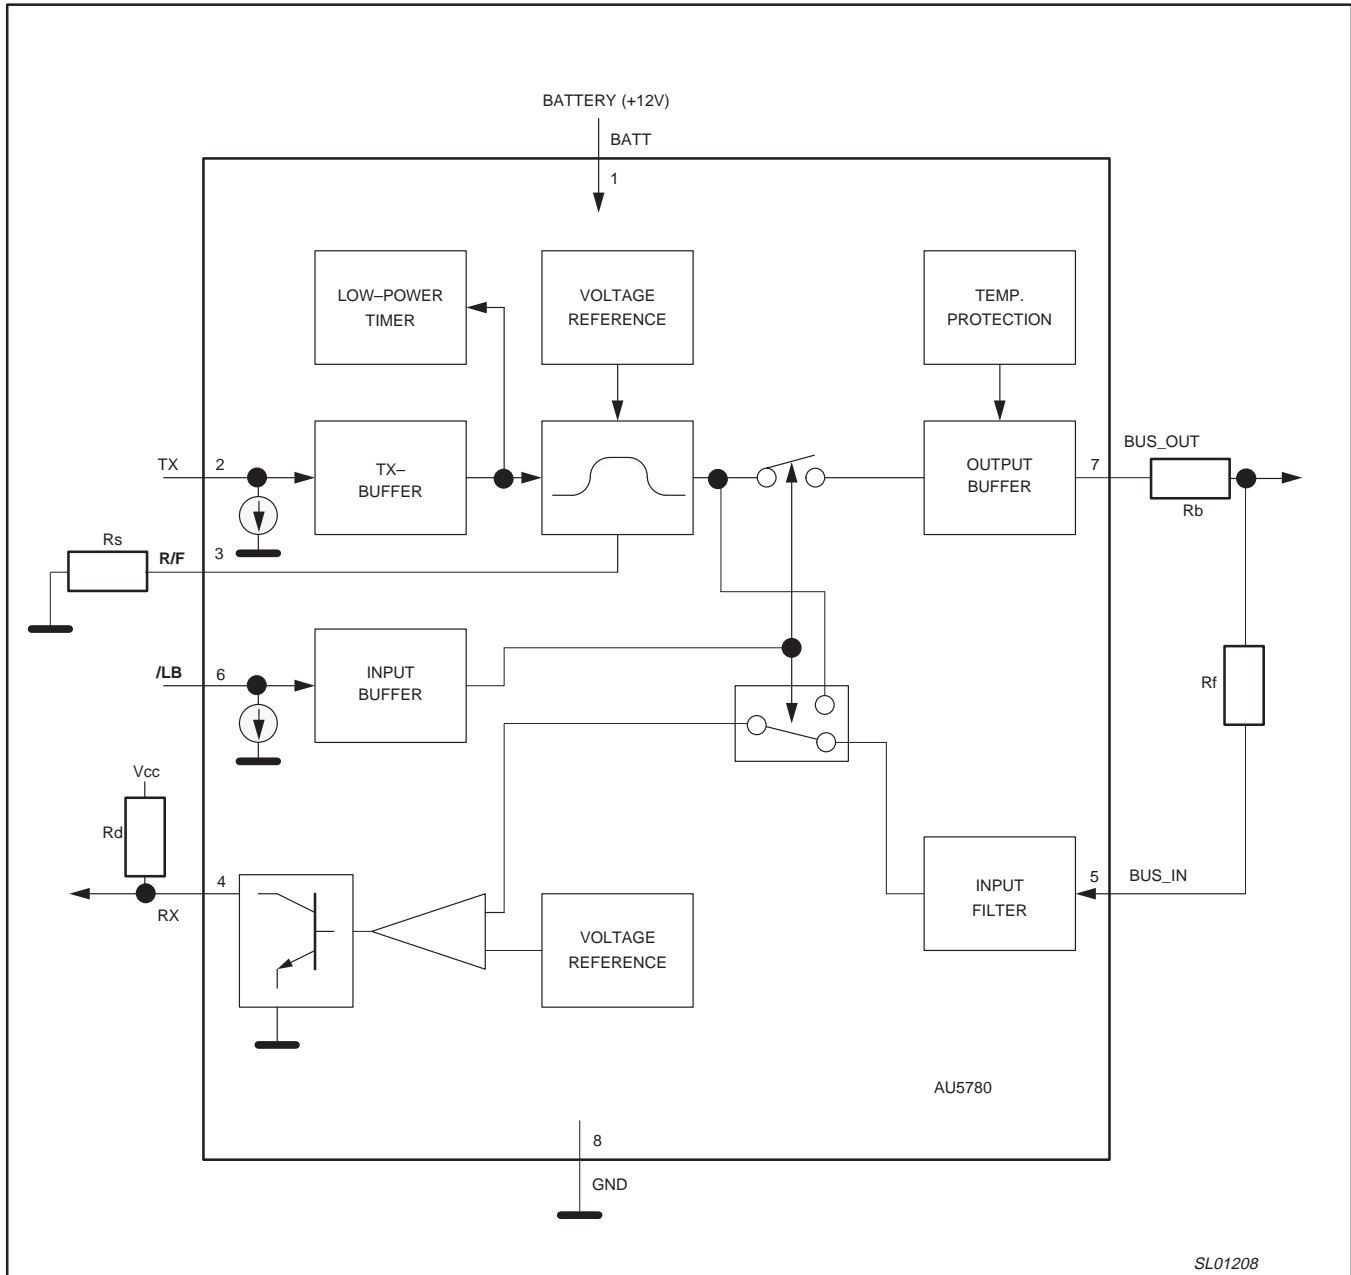 BATTERY (+12V)
BATT
1
LOW–POWER
TIMER
VOLTAGE
REFERENCE
TEMP.
PROTECTION
TX
2
TX–
BUFFER
OUTPUT
BUFFER
BUS_OUT
7
Rb
Rs
R/F
3
/LB
6
INPUT
BUFFER
Rf
Vcc
Rd
4
RX
VOLTAGE
REFERENCE
INPUT
FILTER
5
BUS_IN
AU5780
8
GND
SL01208